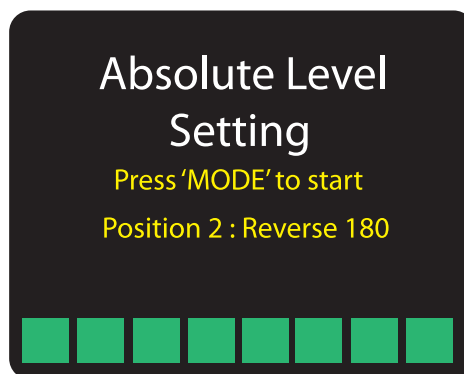 Absolute Level
Setting
Press ‘MODE’ to start
Position 2 : Reverse 180